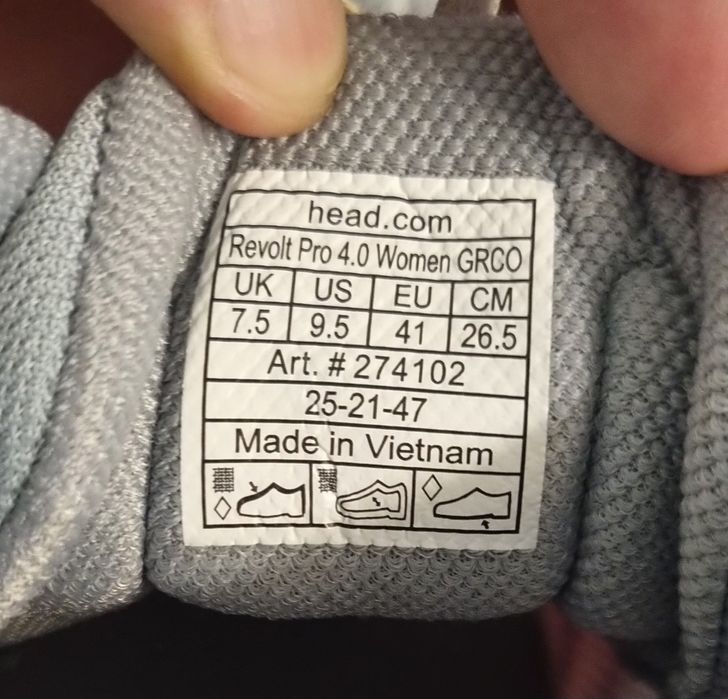 head.com
Revolt Pro 4.0 Women GRCO
UK US EU CM
7.5 9.5 41 26.5
Art. # 274102
25-21-47
Made in Vietnam